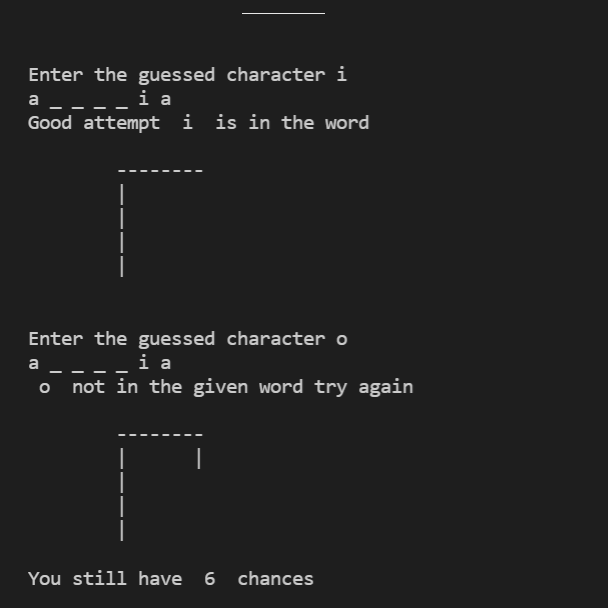 Enter the guessed character i
a _ _ _ _ i a
Good attempt  i  is in the word
--------
|
|
|
|
Enter the guessed character o
a _ _ _ _ i a
o  not in the given word try again
--------
|      |
|
|
|
You still have  6  chances